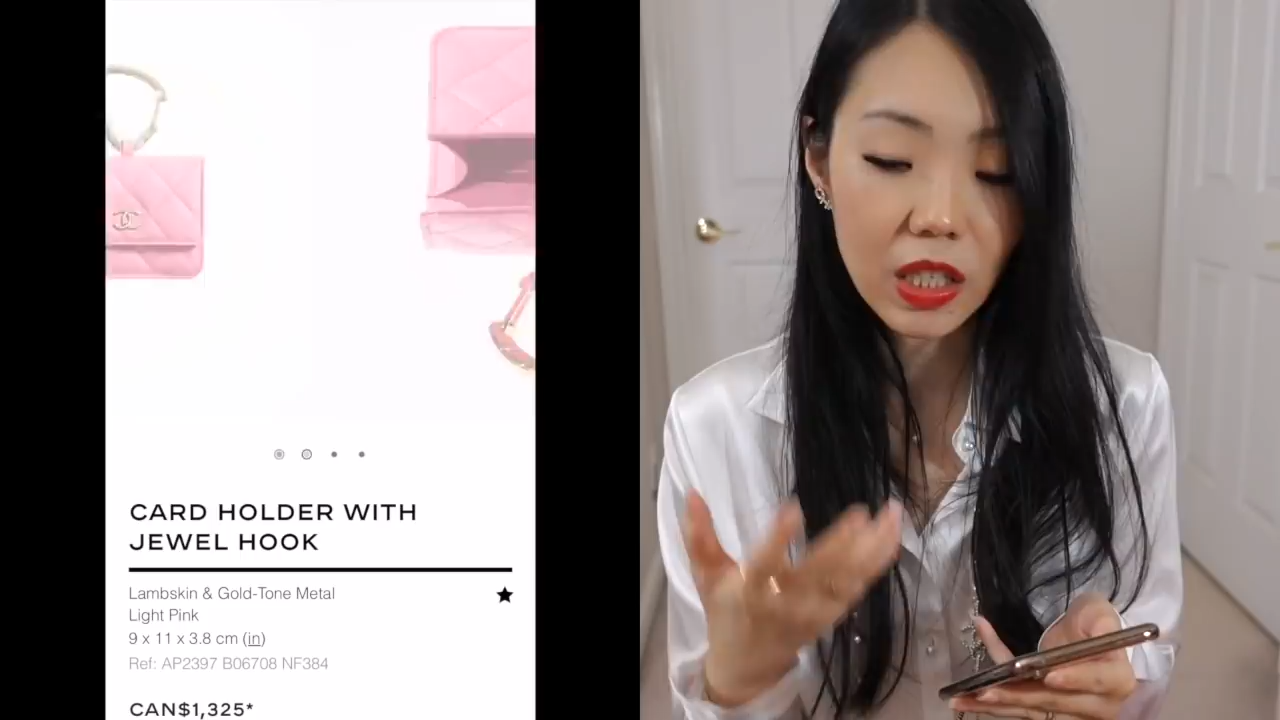 CARD HOLDER WITH
JEWEL HOOK
Lambskin & Gold-Tone Metal
Light Pink
9 x 11 x 3.8 cm (in)
Ref: AP2397 B06708 NF384
CAN$1,325*